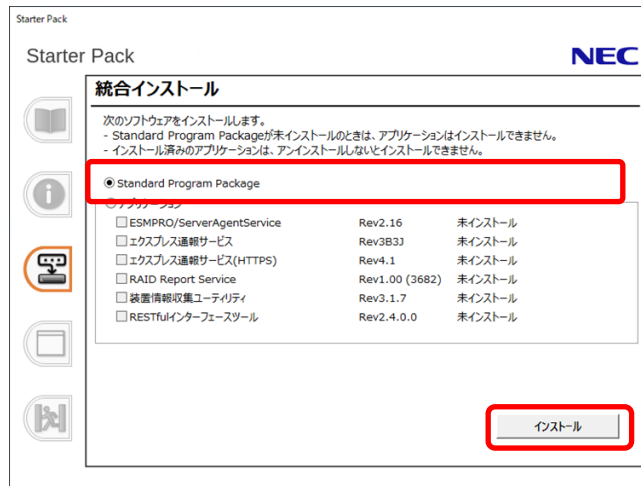 Starter Pack
Starter Pack
NEC
統合インストール
次のソフトウェアをインストールします。
- Standard Program Packageが未インストールのときは、アプリケーションはインストールできません。
- インストール済みのアプリケーションは、アンインストールしないとインストールできません。
Standard Program Package
アプリケーション
ESMPRO/ServerAgentService Rev2.16 未インストール
エクスプレス通報サービス Rev3B3J 未インストール
エクスプレス通報サービス(HTTPS) Rev4.1 未インストール
RAID Report Service Rev1.00 (3682) 未インストール
装置情報収集ユーティリティ Rev3.1.7 未インストール
RESTfulインターフェースツール Rev2.4.0.0 未インストール
インストール